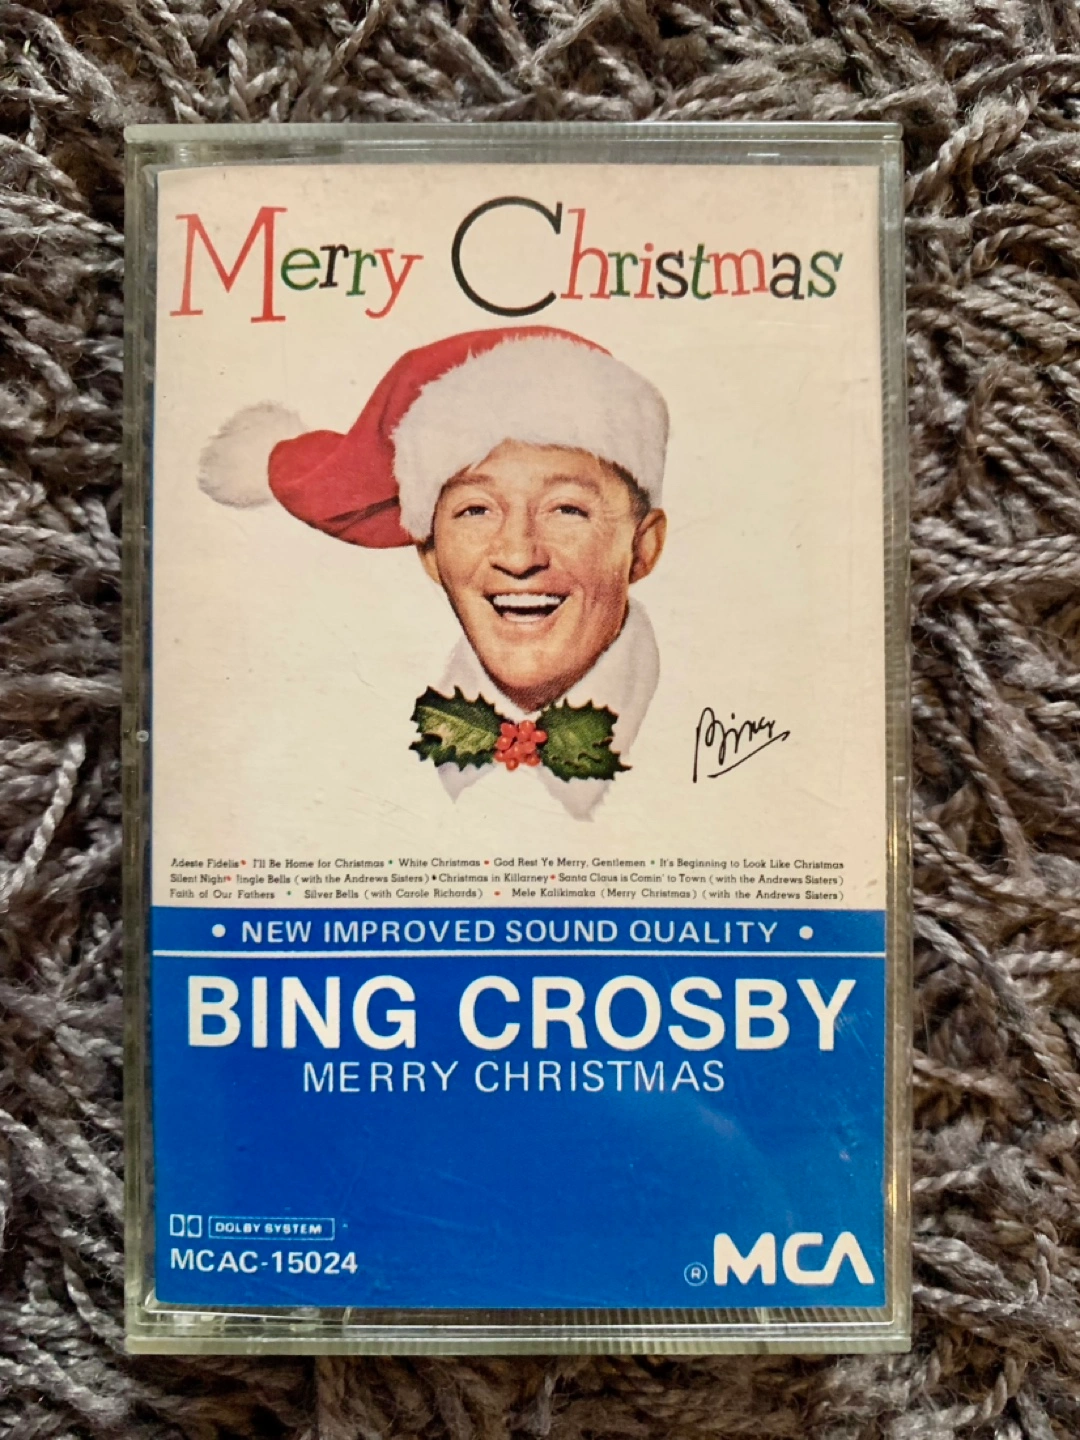 Merry Christmas
Bing
Adeste Fidelis • I'll Be Home for Christmas • White Christmas • God Rest Ye Merry, Gentlemen • It's Beginning to Look Like Christmas
Silent Night • Jingle Bells (with the Andrews Sisters) • Christmas in Killarney • Santa Claus is Comin' to Town (with the Andrews Sisters)
Faith of Our Fathers • Silver Bells (with Carole Richards) • Mele Kalikimaka (Merry Christmas) (with the Andrews Sisters)
• NEW IMPROVED SOUND QUALITY •
BING CROSBY
MERRY CHRISTMAS
DOLBY SYSTEM
MCAC-15024
® MCA